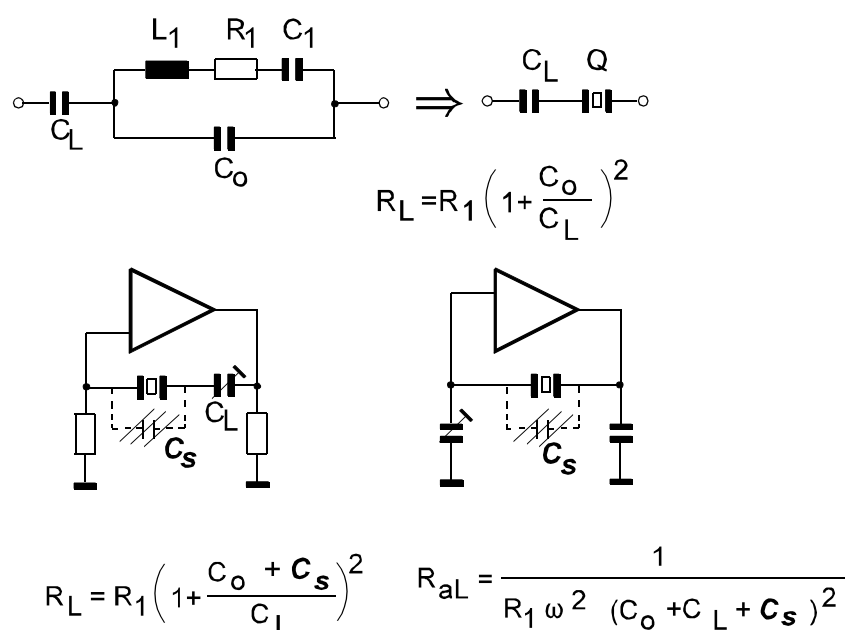 L1 R1 C1
CL Q
CL
Co
RL = R1 (1+ Co/CL)2
CL
Cs Cs
RL = R1 (1+ Co + Cs/CL)2
RaL = 1/R1 ω2 (Co +CL + Cs)2